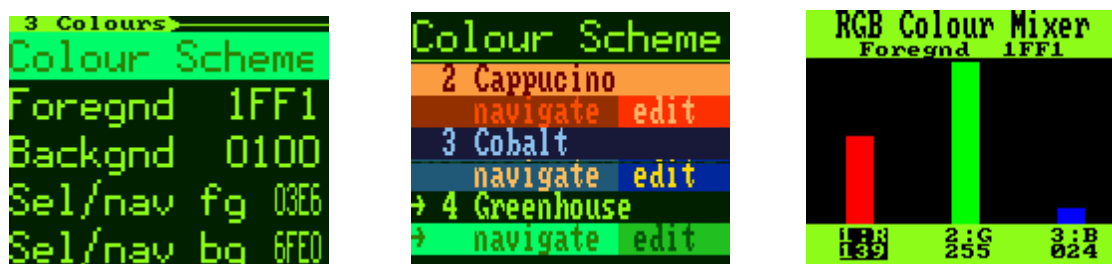 3 Colours
Colour Scheme
Foregnd 1FF1
Backgnd 0100
Sel/nav fg 03E6
Sel/nav bg 6FE0
Colour Scheme
2 Cappucino
navigate edit
3 Cobalt
navigate edit
→ 4 Greenhouse
→ navigate edit
RGB Colour Mixer
Foregnd 1FF1
1:R 2:G 3:B
139 255 024